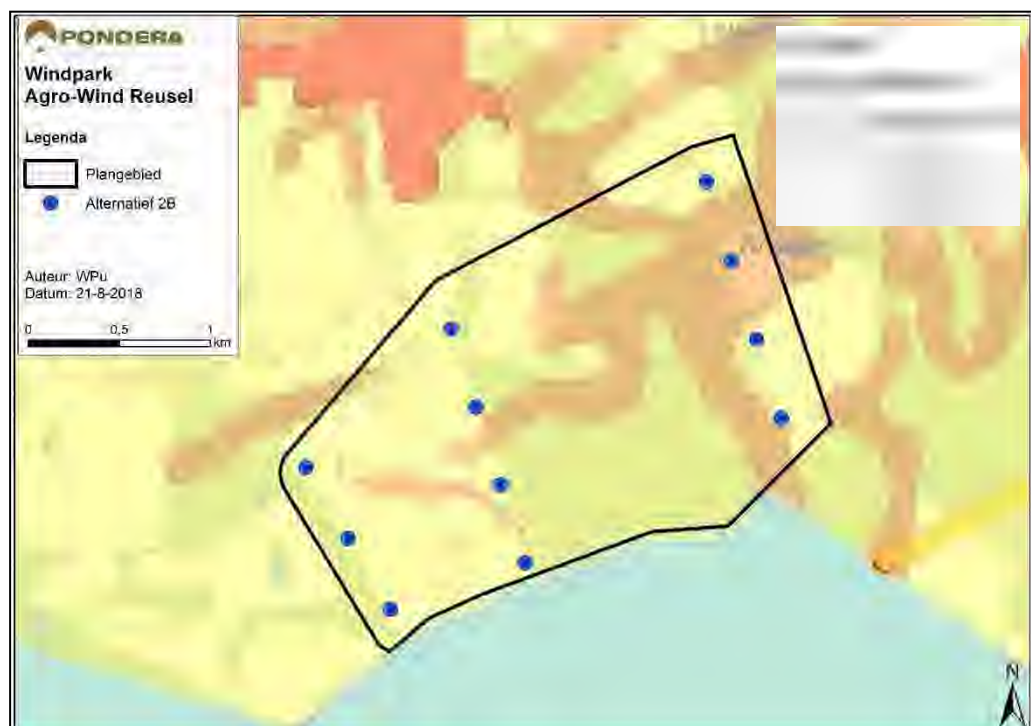 PONDERA
Windpark
Agro-Wind Reusel
Legenda
Plangebied
Alternatief 2B
Auteur: WPu
Datum: 21-8-2018
0 0,5 1
km
N